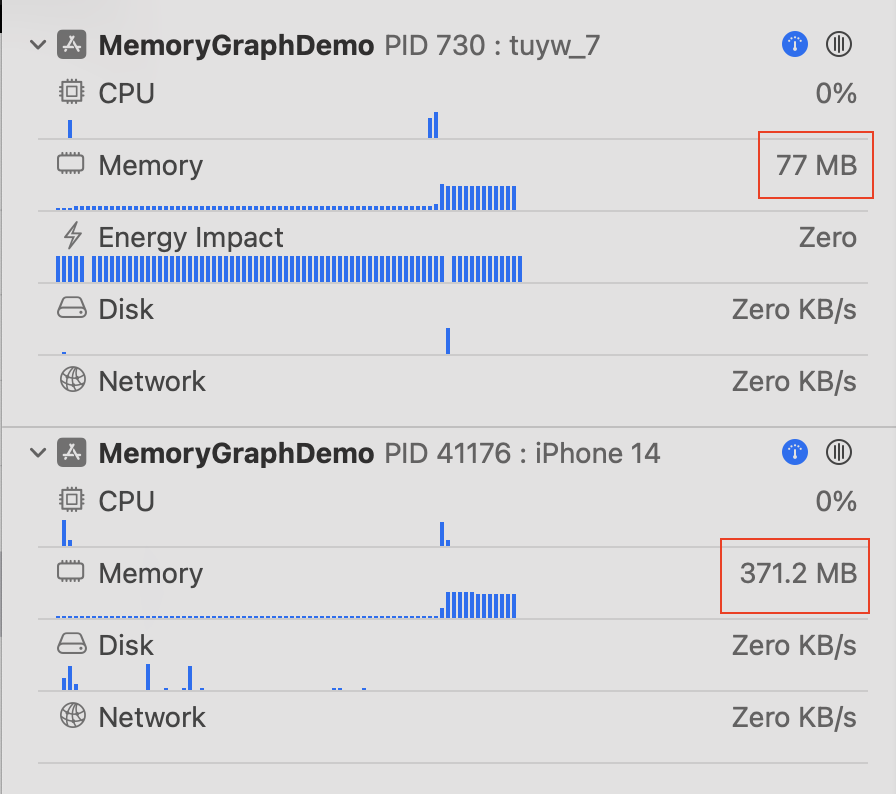 MemoryGraphDemo PID 730 : tuyw_7
CPU 0%
Memory 77 MB
Energy Impact Zero
Disk Zero KB/s
Network Zero KB/s
MemoryGraphDemo PID 41176 : iPhone 14
CPU 0%
Memory 371.2 MB
Disk Zero KB/s
Network Zero KB/s